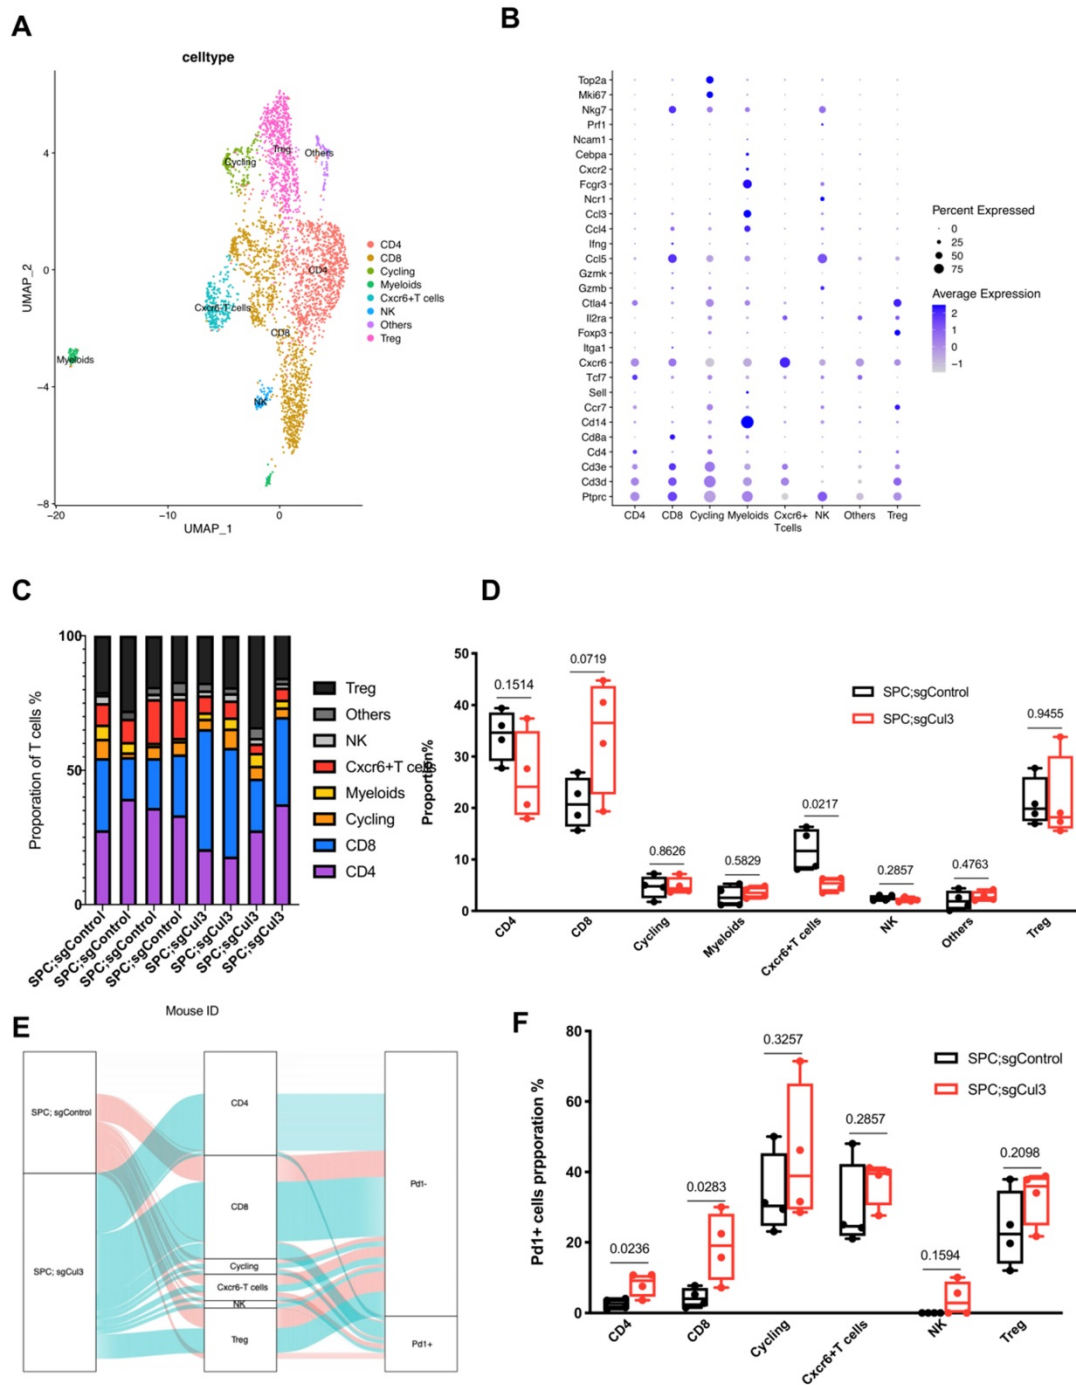 A
celltype
UMAP_2
4
0
−4
−8
−20
−10
0
UMAP_1
Cycling
Treg
Others
CD4
Cxcr6-T cells
CD8
Myeloids
NK
CD4
CD8
Cycling
Myeloids
Cxcr6+T cells
NK
Others
Treg
B
Top2a
Mki67
Nkg7
Prf1
Ncam1
Cebpa
Cxcr2
Fcgr3
Ncr1
Ccl3
Ccl4
Ifng
Ccl5
Gzmk
Gzmb
Ctla4
Il2ra
Foxp3
Itga1
Cxcr6
Tcf7
Sell
Ccr7
Cd14
Cd8a
Cd4
Cd3e
Cd3d
Ptprc
CD4 CD8 Cycling Myeloids Cxcr6+ NK Others Treg
Tcells
Percent Expressed
0
25
50
75
Average Expression
2
1
0
−1
C
Proporation of T cells %
100
50
0
SPC;sgControl
SPC;sgControl
SPC;sgControl
SPC;sgControl
SPC;sgCul3
SPC;sgCul3
SPC;sgCul3
SPC;sgCul3
Mouse ID
Treg
Others
NK
Cxcr6+T cells
Myeloids
Cycling
CD8
CD4
D
Proportion%
50
40
30
20
10
0
0.1514
0.0719
0.8626
0.5829
0.0217
0.2857
0.4763
0.9455
SPC;sgControl
SPC;sgCul3
CD4
CD8
Cycling
Myeloids
Cxcr6+T cells
NK
Others
Treg
E
SPC; sgControl
SPC; sgCul3
CD4
CD8
Cycling
Cxcr6-T cells
NK
Treg
Pd1-
Pd1+
F
Pd1+ cells prpporation %
80
60
40
20
0
0.0236
0.0283
0.3257
0.2857
0.1594
0.2098
SPC;sgControl
SPC;sgCul3
CD4
CD8
Cycling
Cxcr6+T cells
NK
Treg